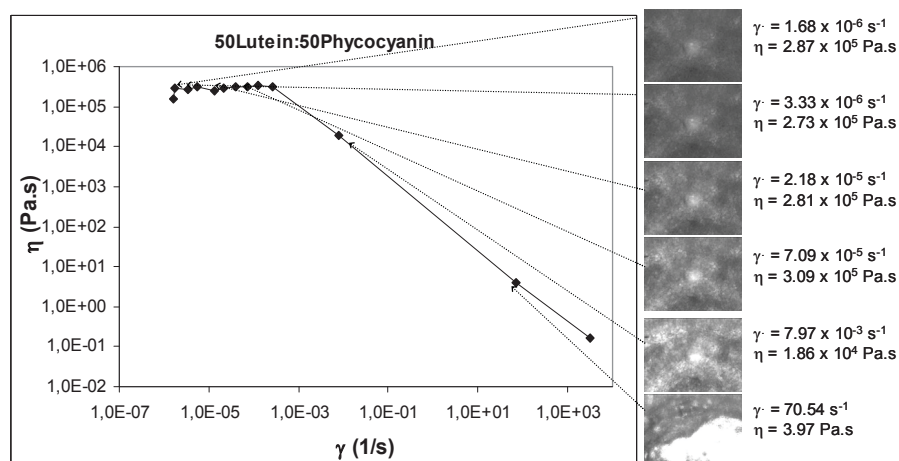 50Lutein:50Phycocyanin
1,0E+06
1,0E+05
1,0E+04
1,0E+03
1,0E+02
1,0E+01
1,0E+00
1,0E-01
1,0E-02
η (Pa.s)
1,0E-07 1,0E-05 1,0E-03 1,0E-01 1,0E+01 1,0E+03
γ (1/s)
γ· = 1.68 x 10⁻⁶ s⁻¹
η = 2.87 x 10⁵ Pa.s
γ· = 3.33 x 10⁻⁶ s⁻¹
η = 2.73 x 10⁵ Pa.s
γ· = 2.18 x 10⁻⁵ s⁻¹
η = 2.81 x 10⁵ Pa.s
γ· = 7.09 x 10⁻⁵ s⁻¹
η = 3.09 x 10⁵ Pa.s
γ· = 7.97 x 10⁻³ s⁻¹
η = 1.86 x 10⁴ Pa.s
γ· = 70.54 s⁻¹
η = 3.97 Pa.s